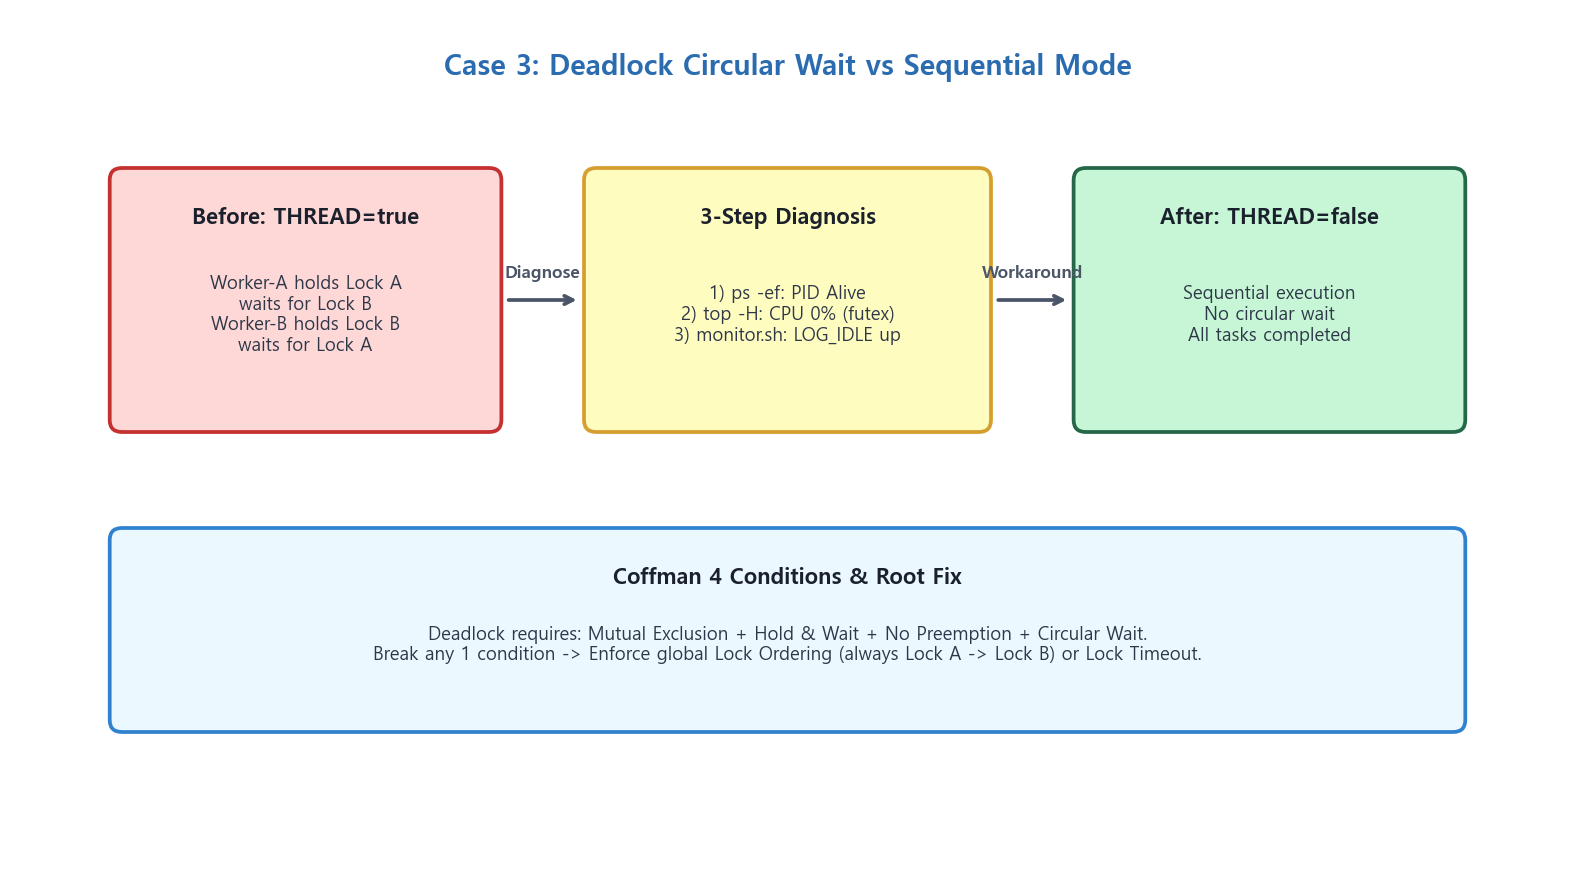 Case 3: Deadlock Circular Wait vs Sequential Mode
Before: THREAD=true
Worker-A holds Lock A
waits for Lock B
Worker-B holds Lock B
waits for Lock A
Diagnose
3-Step Diagnosis
1) ps -ef: PID Alive
2) top -H: CPU 0% (futex)
3) monitor.sh: LOG_IDLE up
Workaround
After: THREAD=false
Sequential execution
No circular wait
All tasks completed
Coffman 4 Conditions & Root Fix
Deadlock requires: Mutual Exclusion + Hold & Wait + No Preemption + Circular Wait.
Break any 1 condition -> Enforce global Lock Ordering (always Lock A -> Lock B) or Lock Timeout.